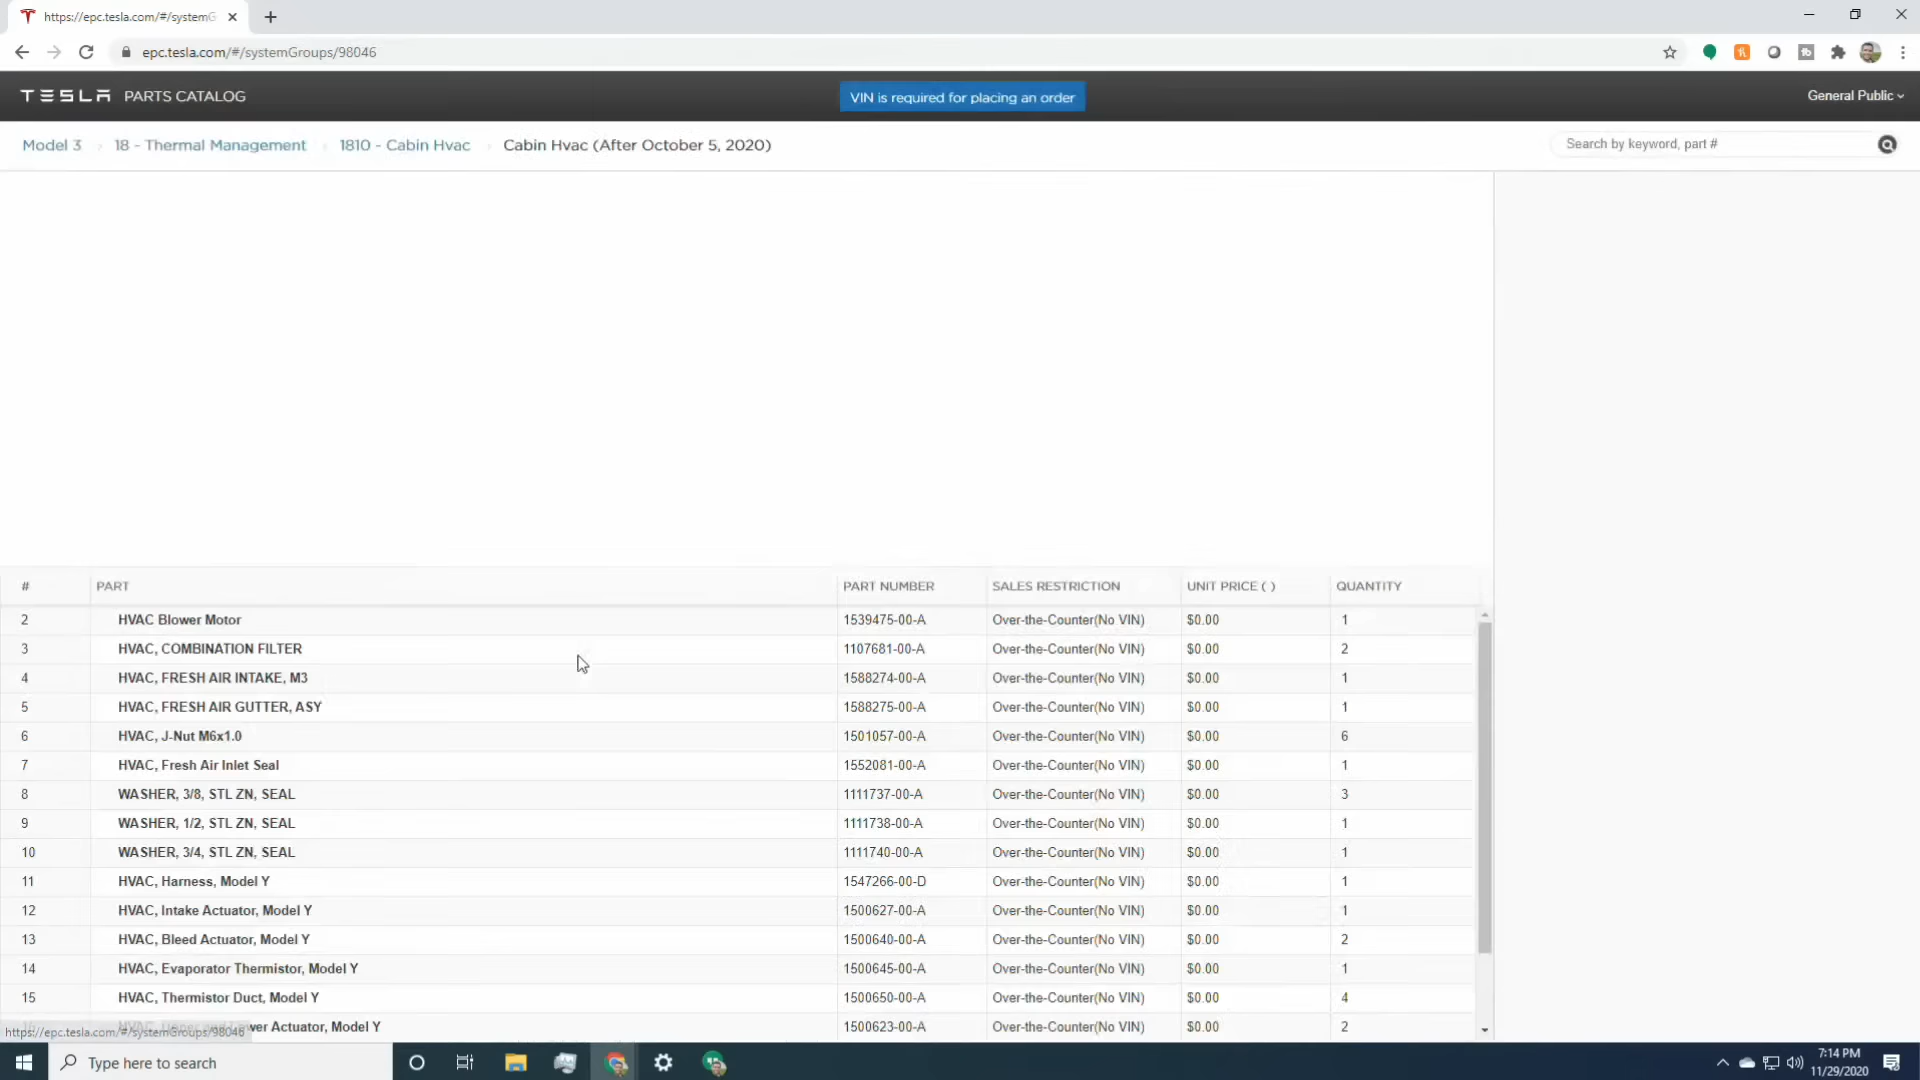 https://epc.tesla.com/#/systemG
epc.tesla.com/#/systemGroups/98046
TESLA PARTS CATALOG
VIN is required for placing an order
General Public
Model 3 18 - Thermal Management 1810 - Cabin Hvac Cabin Hvac (After October 5, 2020)
Search by keyword, part #
# PART PART NUMBER SALES RESTRICTION UNIT PRICE ( ) QUANTITY
2 HVAC Blower Motor 1539475-00-A Over-the-Counter(No VIN) $0.00 1
3 HVAC, COMBINATION FILTER 1107681-00-A Over-the-Counter(No VIN) $0.00 2
4 HVAC, FRESH AIR INTAKE, M3 1588274-00-A Over-the-Counter(No VIN) $0.00 1
5 HVAC, FRESH AIR GUTTER, ASY 1588275-00-A Over-the-Counter(No VIN) $0.00 1
6 HVAC, J-Nut M6x1.0 1501057-00-A Over-the-Counter(No VIN) $0.00 6
7 HVAC, Fresh Air Inlet Seal 1552081-00-A Over-the-Counter(No VIN) $0.00 1
8 WASHER, 3/8, STL ZN, SEAL 1111737-00-A Over-the-Counter(No VIN) $0.00 3
9 WASHER, 1/2, STL ZN, SEAL 1111738-00-A Over-the-Counter(No VIN) $0.00 1
10 WASHER, 3/4, STL ZN, SEAL 1111740-00-A Over-the-Counter(No VIN) $0.00 1
11 HVAC, Harness, Model Y 1547266-00-D Over-the-Counter(No VIN) $0.00 1
12 HVAC, Intake Actuator, Model Y 1500627-00-A Over-the-Counter(No VIN) $0.00 1
13 HVAC, Bleed Actuator, Model Y 1500640-00-A Over-the-Counter(No VIN) $0.00 2
14 HVAC, Evaporator Thermistor, Model Y 1500645-00-A Over-the-Counter(No VIN) $0.00 1
15 HVAC, Thermistor Duct, Model Y 1500650-00-A Over-the-Counter(No VIN) $0.00 4
Actuator, Model Y 1500623-00-A Over-the-Counter(No VIN) $0.00 2
https://epc.tesla.com/#/systemGroups/98046
Type here to search
7:14 PM
11/29/2020